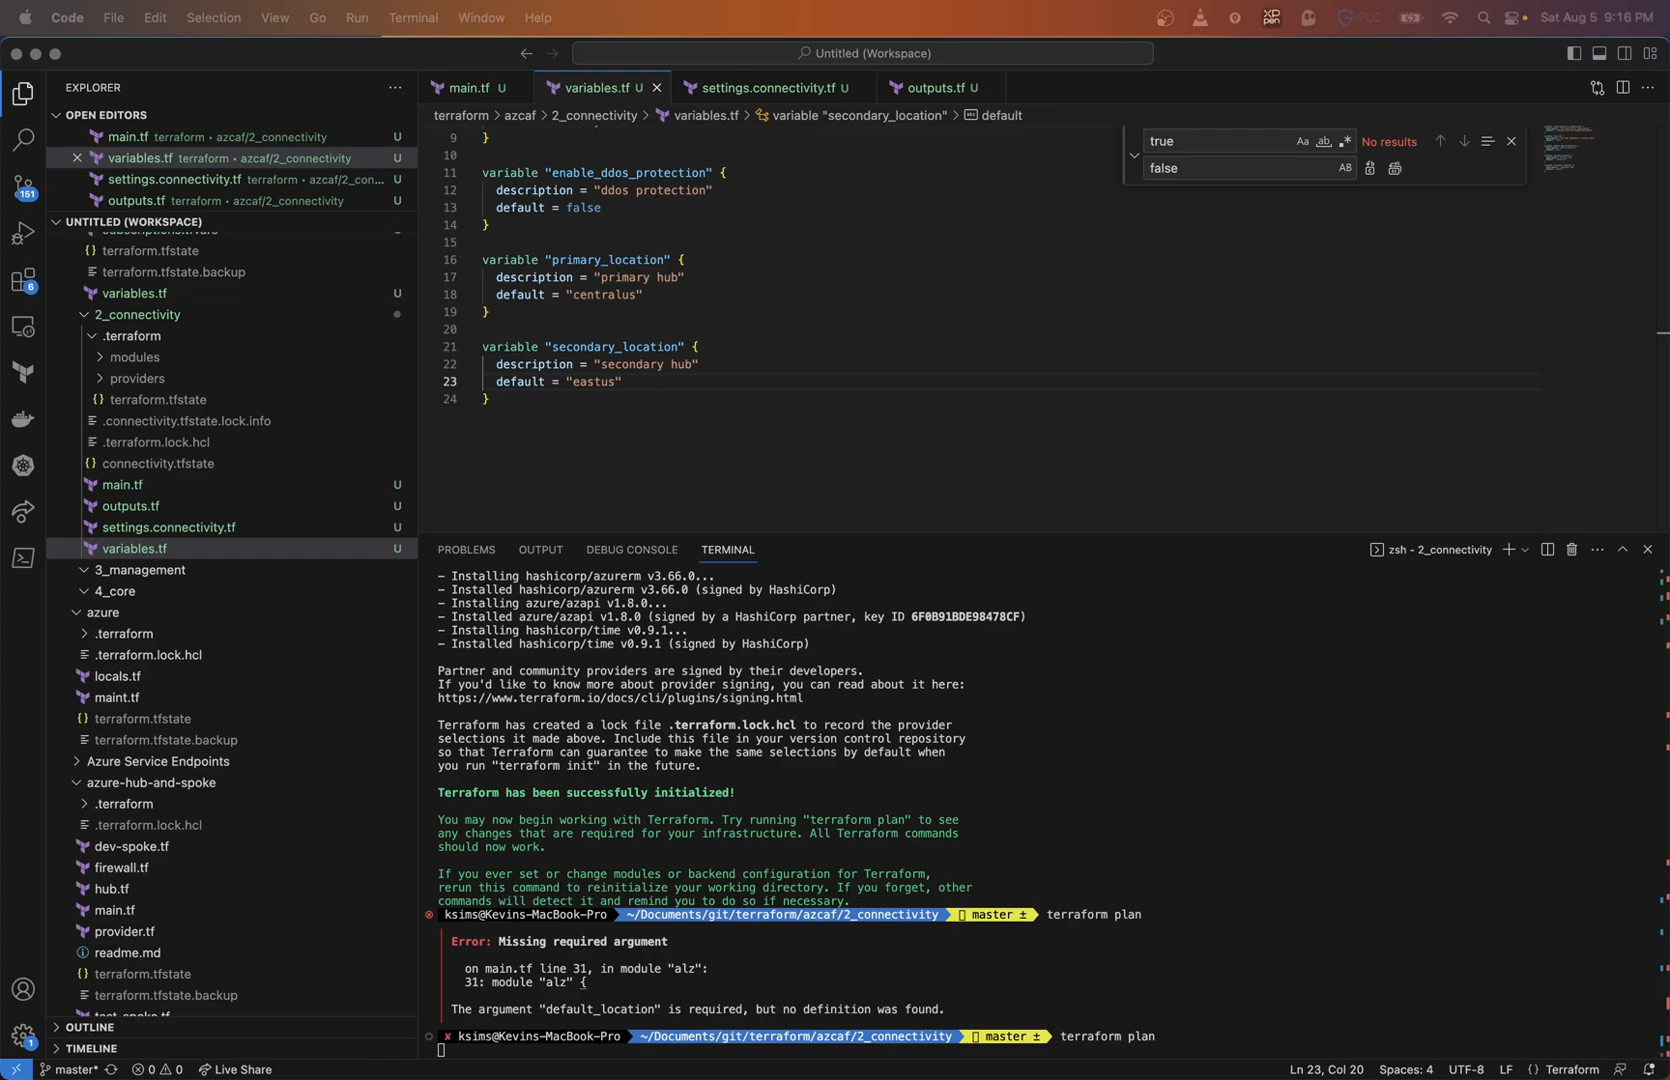 Code File Edit Selection View Go Run Terminal Window Help
PLC Sat Aug 5 9:16 PM
Untitled (Workspace)
EXPLORER
OPEN EDITORS
main.tf terraform • azcaf/2_connectivity U
variables.tf terraform • azcaf/2_connectivity U
settings.connectivity.tf terraform • azcaf/2_con... U
outputs.tf terraform • azcaf/2_connectivity U
151
UNTITLED (WORKSPACE)
subscriptions.tfvars
terraform.tfstate
terraform.tfstate.backup
6
variables.tf U
2_connectivity
.terraform
modules
providers
terraform.tfstate
.connectivity.tfstate.lock.info
.terraform.lock.hcl
connectivity.tfstate
main.tf U
outputs.tf U
settings.connectivity.tf U
variables.tf U
3_management
4_core
azure
.terraform
.terraform.lock.hcl
locals.tf
maint.tf
terraform.tfstate
terraform.tfstate.backup
Azure Service Endpoints
azure-hub-and-spoke
.terraform
.terraform.lock.hcl
dev-spoke.tf
firewall.tf
hub.tf
main.tf
provider.tf
readme.md
terraform.tfstate
terraform.tfstate.backup
test-spoke.tf
OUTLINE
TIMELINE
1
main.tf U variables.tf U settings.connectivity.tf U outputs.tf U
terraform > azcaf > 2_connectivity > variables.tf > variable "secondary_location" > default
true Aa ab No results
false AB
9 }
10
11 variable "enable_ddos_protection" {
12 description = "ddos protection"
13 default = false
14 }
15
16 variable "primary_location" {
17 description = "primary hub"
18 default = "centralus"
19 }
20
21 variable "secondary_location" {
22 description = "secondary hub"
23 default = "eastus"
24 }
PROBLEMS OUTPUT DEBUG CONSOLE TERMINAL zsh - 2_connectivity
- Installing hashicorp/azurerm v3.66.0...
- Installed hashicorp/azurerm v3.66.0 (signed by HashiCorp)
- Installing azure/azapi v1.8.0...
- Installed azure/azapi v1.8.0 (signed by a HashiCorp partner, key ID 6F0B91BDE98478CF)
- Installing hashicorp/time v0.9.1...
- Installed hashicorp/time v0.9.1 (signed by HashiCorp)
Partner and community providers are signed by their developers.
If you'd like to know more about provider signing, you can read about it here:
https://www.terraform.io/docs/cli/plugins/signing.html
Terraform has created a lock file .terraform.lock.hcl to record the provider
selections it made above. Include this file in your version control repository
so that Terraform can guarantee to make the same selections by default when
you run "terraform init" in the future.
Terraform has been successfully initialized!
You may now begin working with Terraform. Try running "terraform plan" to see
any changes that are required for your infrastructure. All Terraform commands
should now work.
If you ever set or change modules or backend configuration for Terraform,
rerun this command to reinitialize your working directory. If you forget, other
commands will detect it and remind you to do so if necessary.
ksims@Kevins-MacBook-Pro ~/Documents/git/terraform/azcaf/2_connectivity master ± terraform plan
Error: Missing required argument
on main.tf line 31, in module "alz":
31: module "alz" {
The argument "default_location" is required, but no definition was found.
✘ ksims@Kevins-MacBook-Pro ~/Documents/git/terraform/azcaf/2_connectivity master ± terraform plan
master* 0 0 Live Share Ln 23, Col 20 Spaces: 4 UTF-8 LF {} Terraform